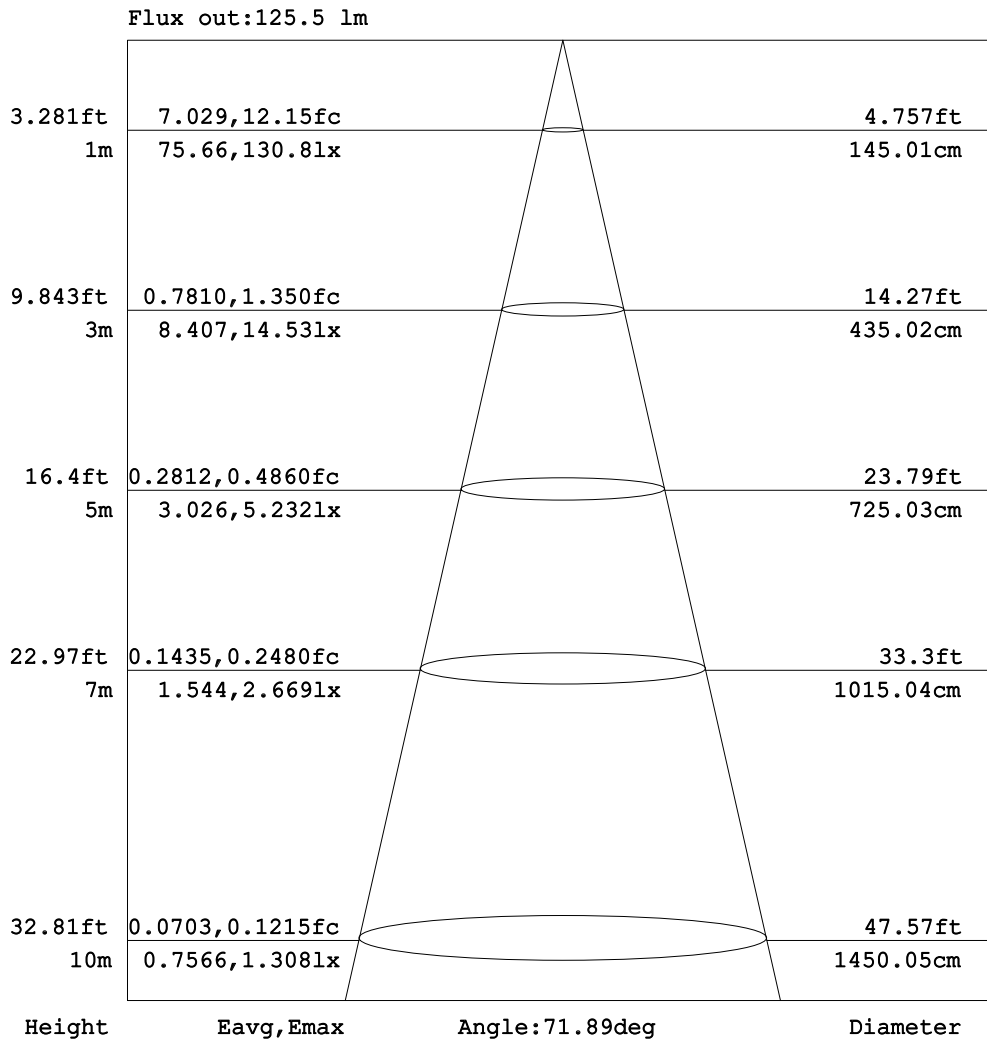 Flux out:125.5 lm
3.281ft 7.029,12.15fc 4.757ft
1m 75.66,130.8lx 145.01cm
9.843ft 0.7810,1.350fc 14.27ft
3m 8.407,14.53lx 435.02cm
16.4ft 0.2812,0.4860fc 23.79ft
5m 3.026,5.232lx 725.03cm
22.97ft 0.1435,0.2480fc 33.3ft
7m 1.544,2.669lx 1015.04cm
32.81ft 0.0703,0.1215fc 47.57ft
10m 0.7566,1.308lx 1450.05cm
Height Eavg,Emax Angle:71.89deg Diameter